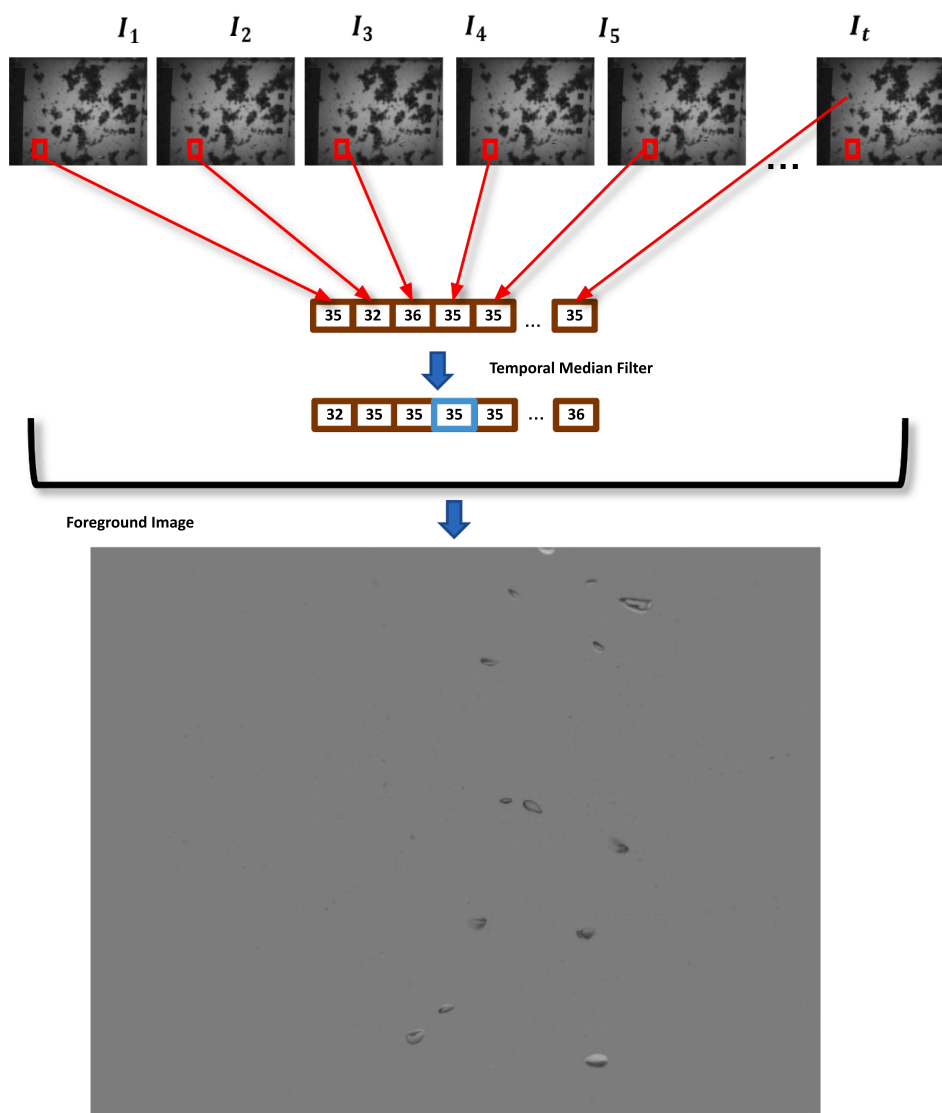 I1 I2 I3 I4 I5 It
...
35 32 36 35 35 ... 35
Temporal Median Filter
32 35 35 35 35 ... 36
Foreground Image